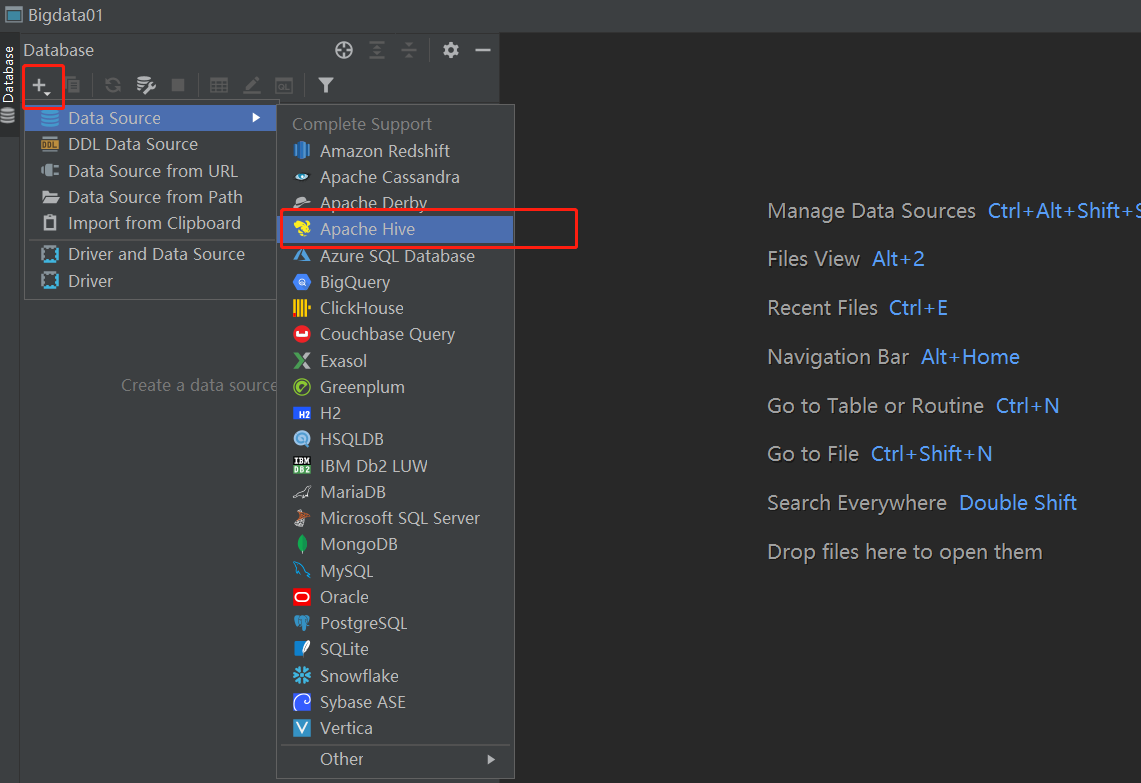 Bigdata01
Database
Database
Data Source
DDL Data Source
Data Source from URL
Data Source from Path
Import from Clipboard
Driver and Data Source
Driver
Create a data source
Complete Support
Amazon Redshift
Apache Cassandra
Apache Derby
Apache Hive
Azure SQL Database
BigQuery
ClickHouse
Couchbase Query
Exasol
Greenplum
H2
HSQLDB
IBM Db2 LUW
MariaDB
Microsoft SQL Server
MongoDB
MySQL
Oracle
PostgreSQL
SQLite
Snowflake
Sybase ASE
Vertica
Other
Manage Data Sources Ctrl+Alt+Shift+S
Files View Alt+2
Recent Files Ctrl+E
Navigation Bar Alt+Home
Go to Table or Routine Ctrl+N
Go to File Ctrl+Shift+N
Search Everywhere Double Shift
Drop files here to open them
DDL
QL
H2
IBM
DB2